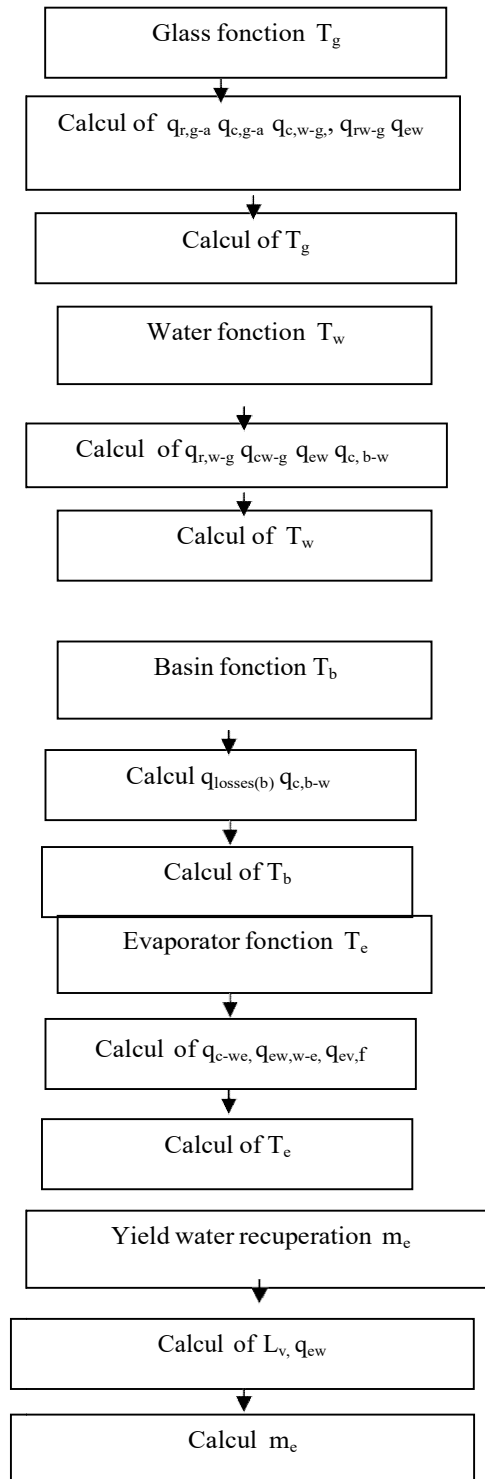 Glass fonction T_g
Calcul of q_r,g-a q_c,g-a q_c,w-g,, q_rw-g q_ew
Calcul of T_g
Water fonction T_w
Calcul of q_r,w-g q_cw-g q_ew q_c, b-w
Calcul of T_w
Basin fonction T_b
Calcul q_losses(b) q_c,b-w
Calcul of T_b
Evaporator fonction T_e
Calcul of q_c-we, q_ew,w-e, q_ev,f
Calcul of T_e
Yield water recuperation m_e
Calcul of L_v, q_ew
Calcul m_e